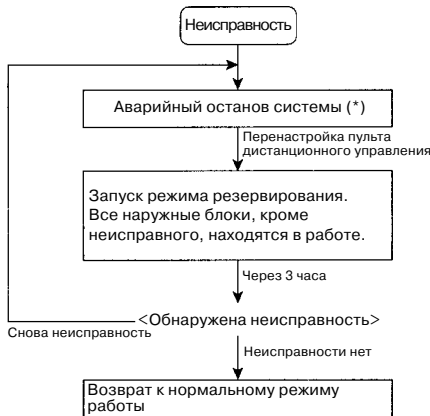 Неисправность
Аварийный останов системы (*)
Перенастройка пульта
дистанционного управления
Запуск режима резервирования.
Все наружные блоки, кроме
неисправного, находятся в работе.
Через 3 часа
<Обнаружена неисправность>
Снова неисправность
Неисправности нет
Возврат к нормальному режиму
работы